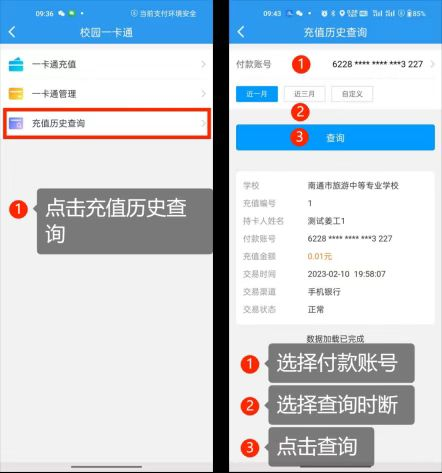 09:36
当前支付环境安全
校园一卡通
一卡通充值
一卡通管理
充值历史查询
1
点击充值历史查
询
09:43
85%
充值历史查询
付款账号
1
6228 **** **** ***3 227
近一月
近三月
自定义
2
3
查询
学校
南通市旅游中等专业学校
充值编号
1
持卡人姓名
测试姜工1
付款账号
6228 **** **** ***3 227
充值金额
0.01元
交易时间
2023-02-10 19:58:07
交易渠道
手机银行
交易状态
正常
数据加载已完成
1
选择付款账号
2
选择查询时断
3
点击查询